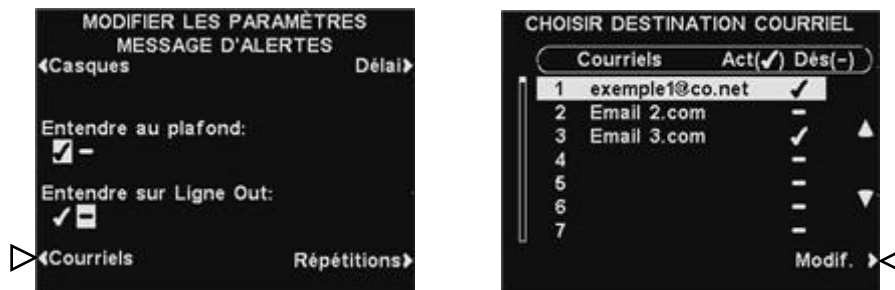 MODIFIER LES PARAMÈTRES
MESSAGE D'ALERTES
Casques Délai
Entendre au plafond:
✓ -
Entendre sur Ligne Out:
✓ -
Courriels Répétitions
CHOISIR DESTINATION COURRIEL
Courriels Act(✓) Dés(-)
1 exemple1@co.net ✓
2 Email 2.com -
3 Email 3.com ✓
4 -
5 -
6 -
7 -
Modif.